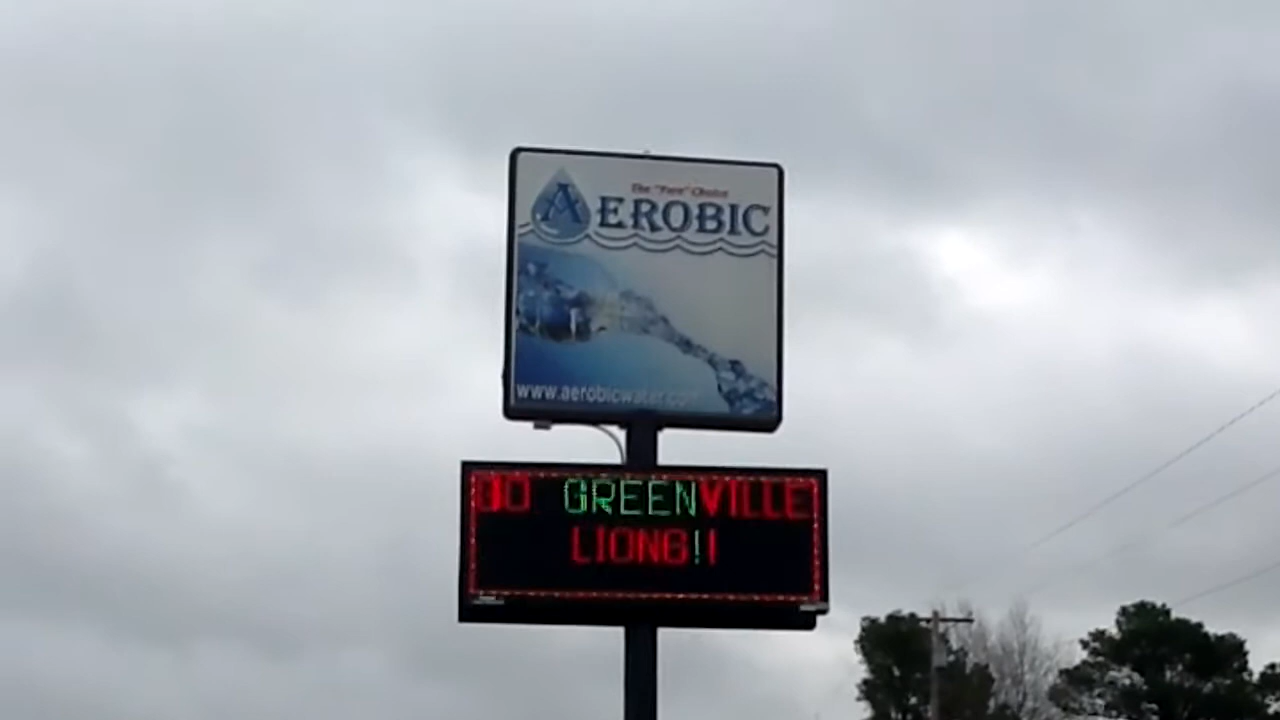 The "Pure" Choice
AEROBIC
www.aerobicwater.com
GO GREENVILLE
LIONS!!